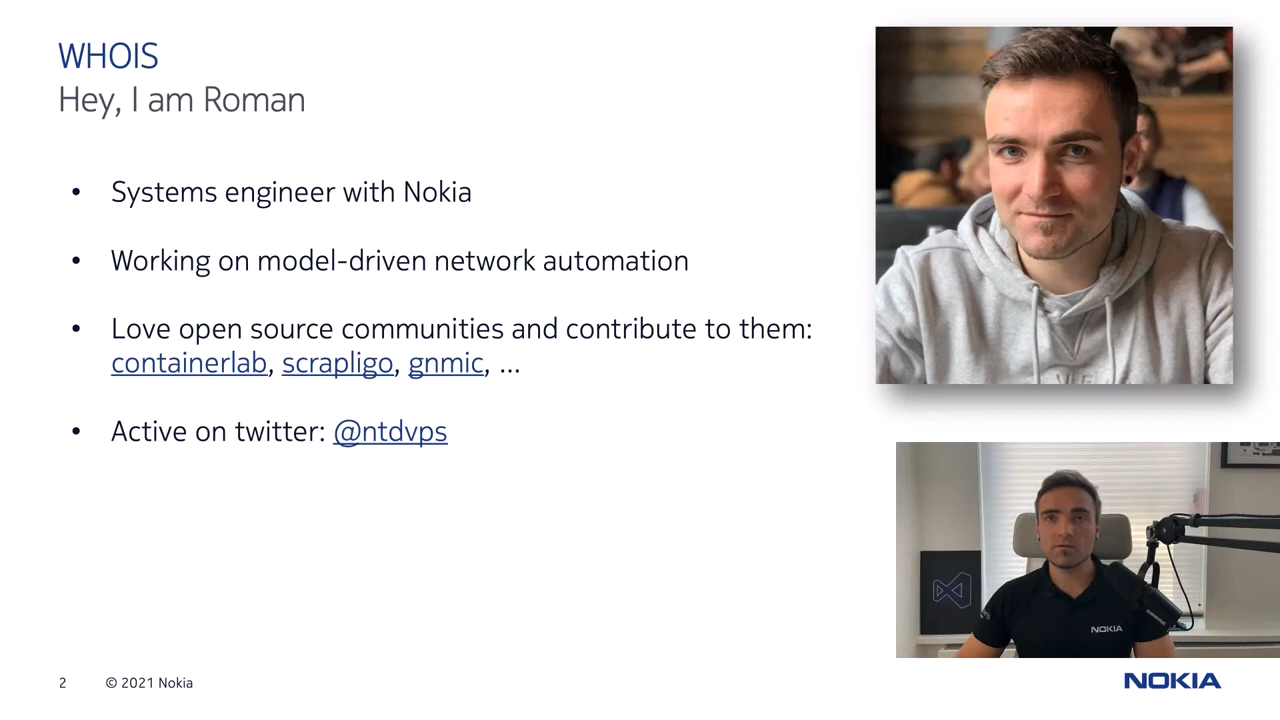 WHOIS
Hey, I am Roman
• Systems engineer with Nokia
• Working on model-driven network automation
• Love open source communities and contribute to them:
containerlab, scrapligo, gnmic, ...
• Active on twitter: @ntdvps
NOKIA
2 © 2021 Nokia
NOKIA